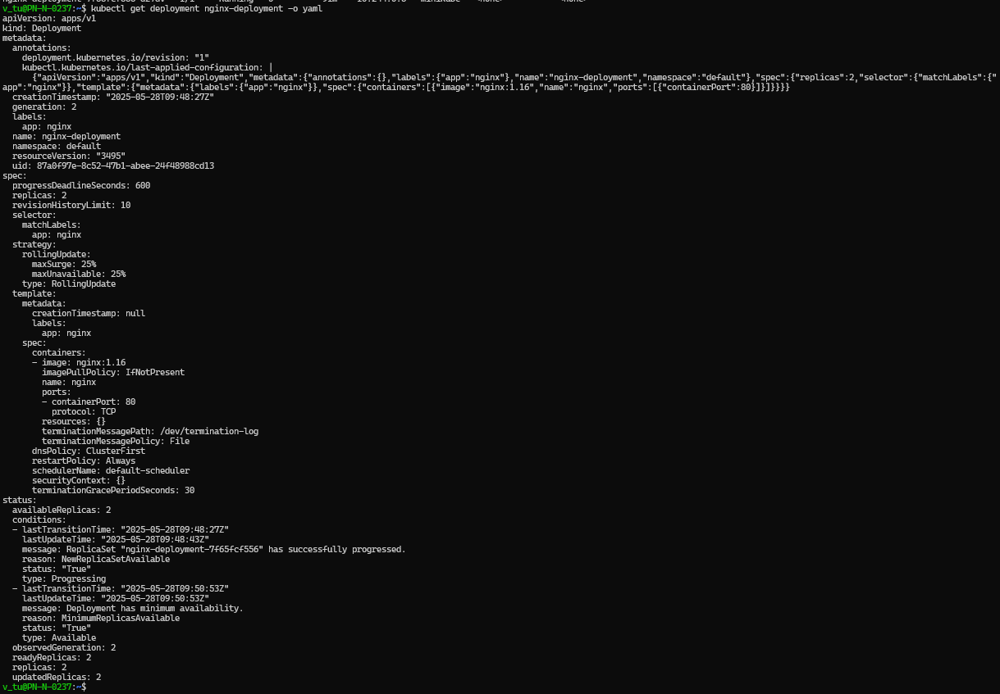 v_tu@PN-N-0237:~$ kubectl get deployment nginx-deployment -o yaml
apiVersion: apps/v1
kind: Deployment
metadata:
  annotations:
    deployment.kubernetes.io/revision: "1"
    kubectl.kubernetes.io/last-applied-configuration: |
      {"apiVersion":"apps/v1","kind":"Deployment","metadata":{"annotations":{},"labels":{"app":"nginx"},"name":"nginx-deployment","namespace":"default"},"spec":{"replicas":2,"selector":{"matchLabels":{"
app":"nginx"}},"template":{"metadata":{"labels":{"app":"nginx"}},"spec":{"containers":[{"image":"nginx:1.16","name":"nginx","ports":[{"containerPort":80}]}]}}}}
  creationTimestamp: "2025-05-28T09:48:27Z"
  generation: 2
  labels:
    app: nginx
  name: nginx-deployment
  namespace: default
  resourceVersion: "3495"
  uid: 87a0f97e-8c52-47b1-abee-24f48988cd13
spec:
  progressDeadlineSeconds: 600
  replicas: 2
  revisionHistoryLimit: 10
  selector:
    matchLabels:
      app: nginx
  strategy:
    rollingUpdate:
      maxSurge: 25%
      maxUnavailable: 25%
    type: RollingUpdate
  template:
    metadata:
      creationTimestamp: null
      labels:
        app: nginx
    spec:
      containers:
      - image: nginx:1.16
        imagePullPolicy: IfNotPresent
        name: nginx
        ports:
        - containerPort: 80
          protocol: TCP
        resources: {}
        terminationMessagePath: /dev/termination-log
        terminationMessagePolicy: File
      dnsPolicy: ClusterFirst
      restartPolicy: Always
      schedulerName: default-scheduler
      securityContext: {}
      terminationGracePeriodSeconds: 30
status:
  availableReplicas: 2
  conditions:
  - lastTransitionTime: "2025-05-28T09:48:27Z"
    lastUpdateTime: "2025-05-28T09:48:43Z"
    message: ReplicaSet "nginx-deployment-7f65fcf556" has successfully progressed.
    reason: NewReplicaSetAvailable
    status: "True"
    type: Progressing
  - lastTransitionTime: "2025-05-28T09:50:53Z"
    lastUpdateTime: "2025-05-28T09:50:53Z"
    message: Deployment has minimum availability.
    reason: MinimumReplicasAvailable
    status: "True"
    type: Available
  observedGeneration: 2
  readyReplicas: 2
  replicas: 2
  updatedReplicas: 2
v_tu@PN-N-0237:~$